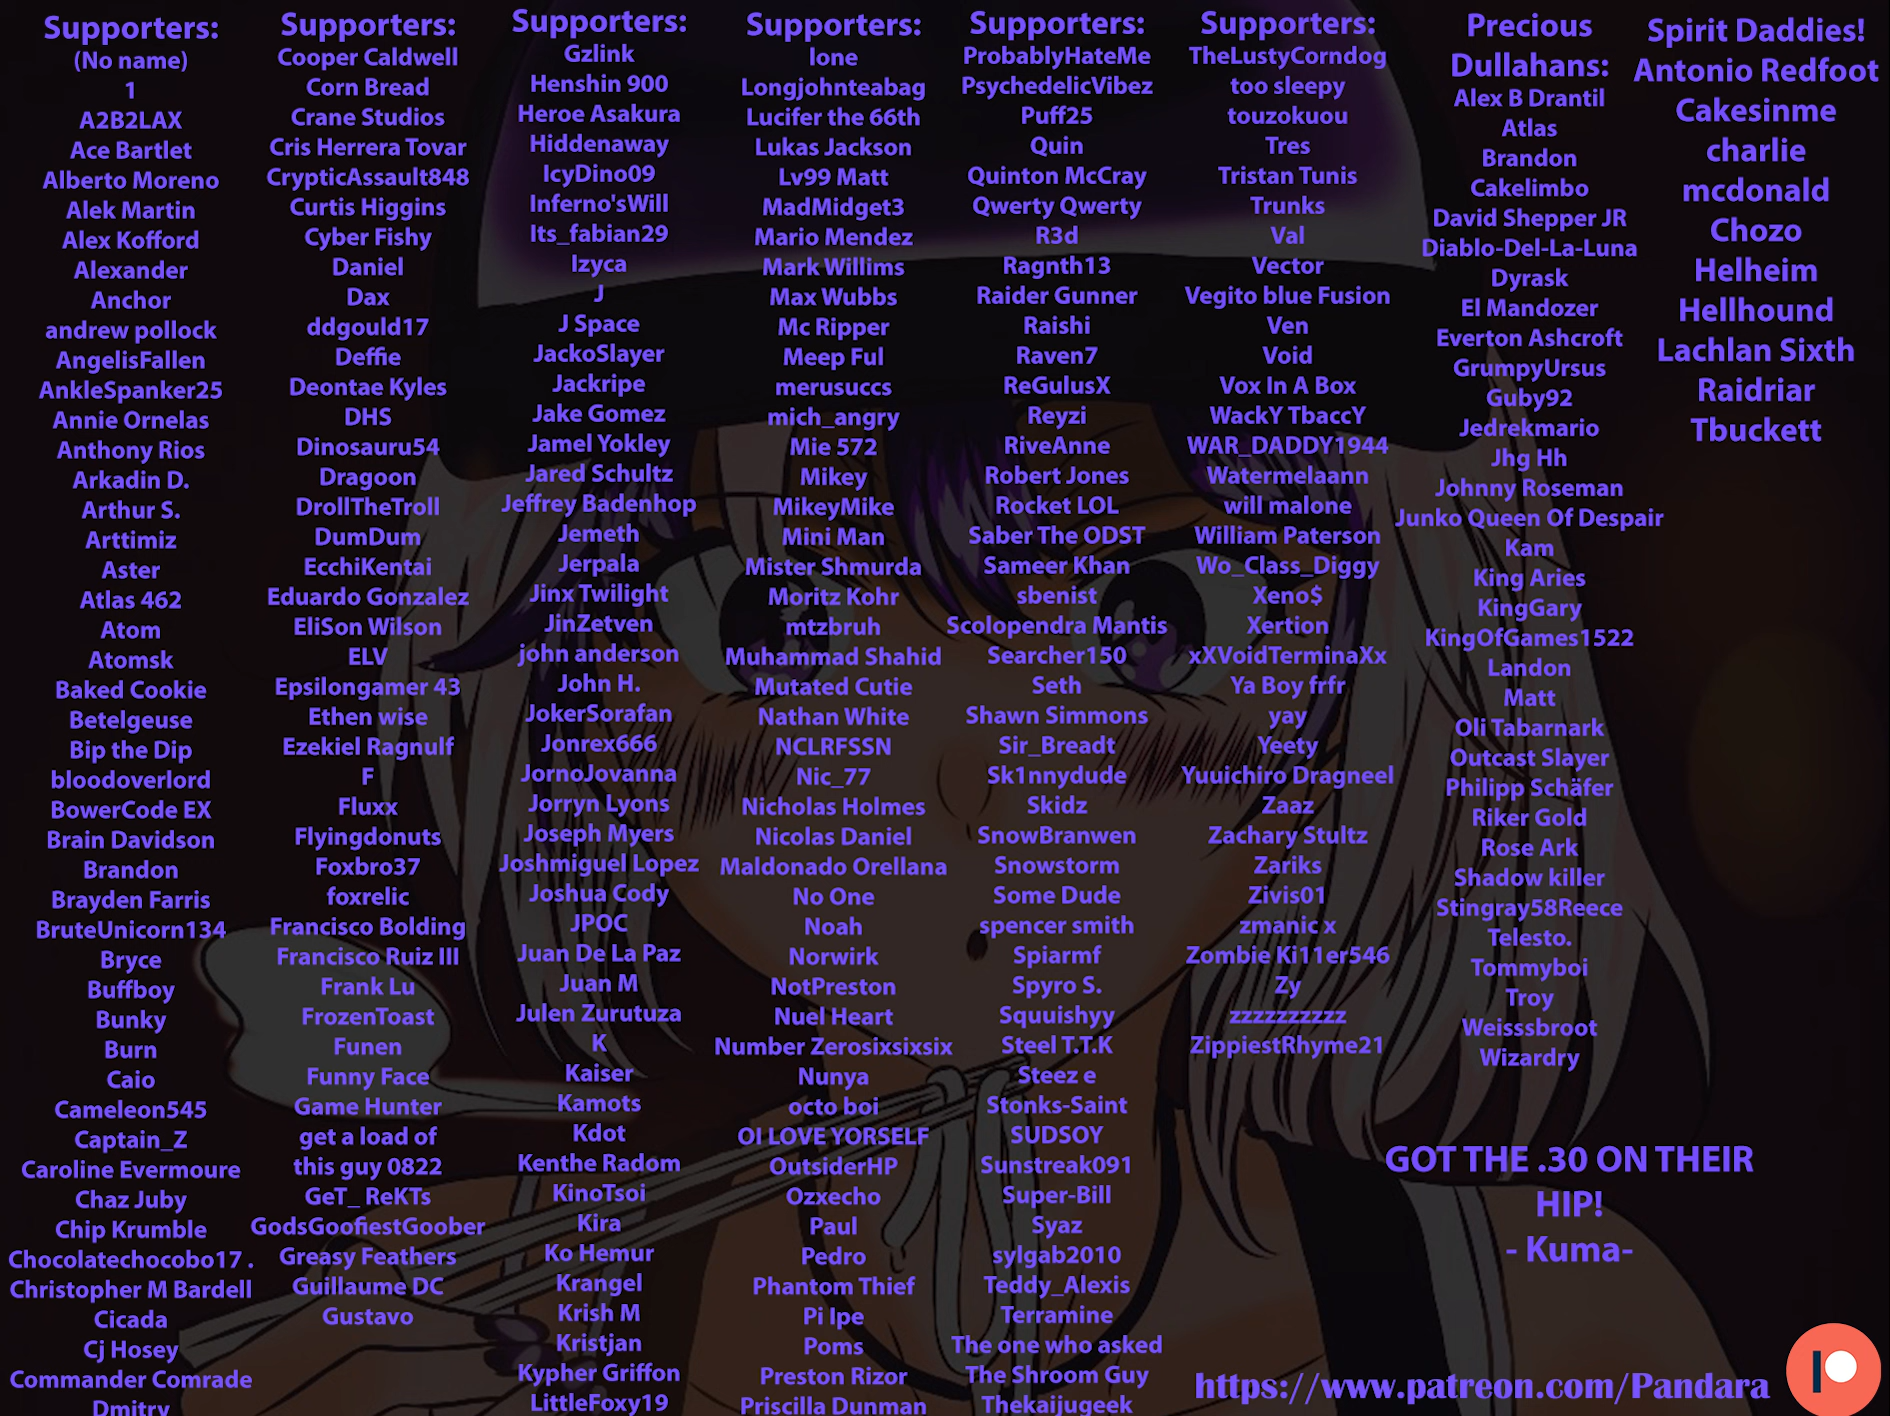 Supporters:
(No name)
1
A2B2LAX
Ace Bartlet
Alberto Moreno
Alek Martin
Alex Kofford
Alexander
Anchor
andrew pollock
AngelisFallen
AnkleSpanker25
Annie Ornelas
Anthony Rios
Arkadin D.
Arthur S.
Arttimiz
Aster
Atlas 462
Atom
Atomsk
Baked Cookie
Betelgeuse
Bip the Dip
bloodoverlord
BowerCode EX
Brain Davidson
Brandon
Brayden Farris
BruteUnicorn134
Bryce
Buffboy
Bunky
Burn
Caio
Cameleon545
Captain_Z
Caroline Evermoure
Chaz Juby
Chip Krumble
Chocolatechocobo17 .
Christopher M Bardell
Cicada
Cj Hosey
Commander Comrade
Dmitry
Supporters:
Cooper Caldwell
Corn Bread
Crane Studios
Cris Herrera Tovar
CrypticAssault848
Curtis Higgins
Cyber Fishy
Daniel
Dax
ddgould17
Deffie
Deontae Kyles
DHS
Dinosauru54
Dragoon
DrollTheTroll
DumDum
EcchiKentai
Eduardo Gonzalez
EliSon Wilson
ELV
Epsilongamer 43
Ethen wise
Ezekiel Ragnulf
F
Fluxx
Flyingdonuts
Foxbro37
foxrelic
Francisco Bolding
Francisco Ruiz III
Frank Lu
FrozenToast
Funen
Funny Face
Game Hunter
get a load of
this guy 0822
GeT_ ReKTs
GodsGoofiestGoober
Greasy Feathers
Guillaume DC
Gustavo
Supporters:
Gzlink
Henshin 900
Heroe Asakura
Hiddenaway
IcyDino09
Inferno'sWill
Its_fabian29
Izyca
J
J Space
JackoSlayer
Jackripe
Jake Gomez
Jamel Yokley
Jared Schultz
Jeffrey Badenhop
Jemeth
Jerpala
Jinx Twilight
JinZetven
john anderson
John H.
JokerSorafan
Jonrex666
JornoJovanna
Jorryn Lyons
Joseph Myers
Joshmiguel Lopez
Joshua Cody
JPOC
Juan De La Paz
Juan M
Julen Zurutuza
K
Kaiser
Kamots
Kdot
Kenthe Radom
KinoTsoi
Kira
Ko Hemur
Krangel
Krish M
Kristjan
Kypher Griffon
LittleFoxy19
Supporters:
lone
Longjohnteabag
Lucifer the 66th
Lukas Jackson
Lv99 Matt
MadMidget3
Mario Mendez
Mark Willims
Max Wubbs
Mc Ripper
Meep Ful
merusuccs
mich_angry
Mie 572
Mikey
MikeyMike
Mini Man
Mister Shmurda
Moritz Kohr
mtzbruh
Muhammad Shahid
Mutated Cutie
Nathan White
NCLRFSSN
Nic_77
Nicholas Holmes
Nicolas Daniel
Maldonado Orellana
No One
Noah
Norwirk
NotPreston
Nuel Heart
Number Zerosixsixsix
Nunya
octo boi
OI LOVE YORSELF
OutsiderHP
Ozxecho
Paul
Pedro
Phantom Thief
Pi Ipe
Poms
Preston Rizor
Priscilla Dunman
Supporters:
ProbablyHateMe
PsychedelicVibez
Puff25
Quin
Quinton McCray
Qwerty Qwerty
R3d
Ragnth13
Raider Gunner
Raishi
Raven7
ReGulusX
Reyzi
RiveAnne
Robert Jones
Rocket LOL
Saber The ODST
Sameer Khan
sbenist
Scolopendra Mantis
Searcher150
Seth
Shawn Simmons
Sir_Breadt
Sk1nnydude
Skidz
SnowBranwen
Snowstorm
Some Dude
spencer smith
Spiarmf
Spyro S.
Squuishyy
Steel T.T.K
Steez e
Stonks-Saint
SUDSOY
Sunstreak091
Super-Bill
Syaz
sylgab2010
Teddy_Alexis
Terramine
The one who asked
The Shroom Guy
Thekaijugeek
Supporters:
TheLustyCorndog
too sleepy
touzokuou
Tres
Tristan Tunis
Trunks
Val
Vector
Vegito blue Fusion
Ven
Void
Vox In A Box
WackY TbaccY
WAR_DADDY1944
Watermelaann
will malone
William Paterson
Wo_Class_Diggy
Xeno$
Xertion
xXVoidTerminaXx
Ya Boy frfr
yay
Yeety
Yuuichiro Dragneel
Zaaz
Zachary Stultz
Zariks
Zivis01
zmanic x
Zombie Ki11er546
Zy
zzzzzzzzzz
ZippiestRhyme21
Precious
Dullahans:
Alex B Drantil
Atlas
Brandon
Cakelimbo
David Shepper JR
Diablo-Del-La-Luna
Dyrask
El Mandozer
Everton Ashcroft
GrumpyUrsus
Guby92
Jedrekmario
Jhg Hh
Johnny Roseman
Junko Queen Of Despair
Kam
King Aries
KingGary
KingOfGames1522
Landon
Matt
Oli Tabarnark
Outcast Slayer
Philipp Schäfer
Riker Gold
Rose Ark
Shadow killer
Stingray58Reece
Telesto.
Tommyboi
Troy
Weisssbroot
Wizardry
Spirit Daddies!
Antonio Redfoot
Cakesinme
charlie
mcdonald
Chozo
Helheim
Hellhound
Lachlan Sixth
Raidriar
Tbuckett
GOT THE .30 ON THEIR
HIP!
- Kuma-
https://www.patreon.com/Pandara